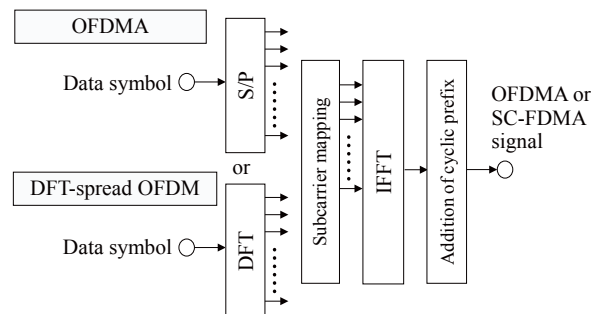 OFDMA
Data symbol
S/P
or
DFT-spread OFDM
Data symbol
DFT
Subcarrier mapping
IFFT
Addition of cyclic prefix
OFDMA or
SC-FDMA
signal